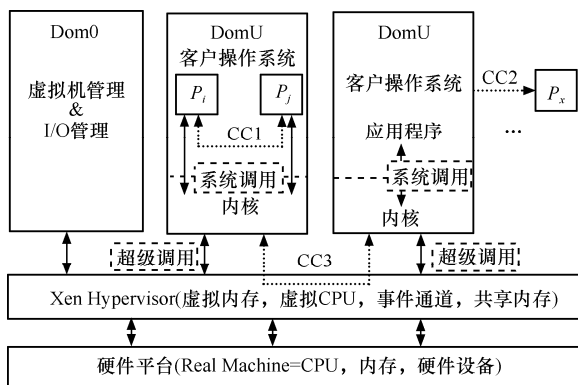 Dom0
虚拟机管理
&
I/O管理
DomU
客户操作系统
Pi
Pj
CC1
系统调用
内核
DomU
客户操作系统
应用程序
系统调用
内核
CC2
Px
...
超级调用
CC3
超级调用
Xen Hypervisor(虚拟内存，虚拟CPU，事件通道，共享内存)
硬件平台(Real Machine=CPU，内存，硬件设备)